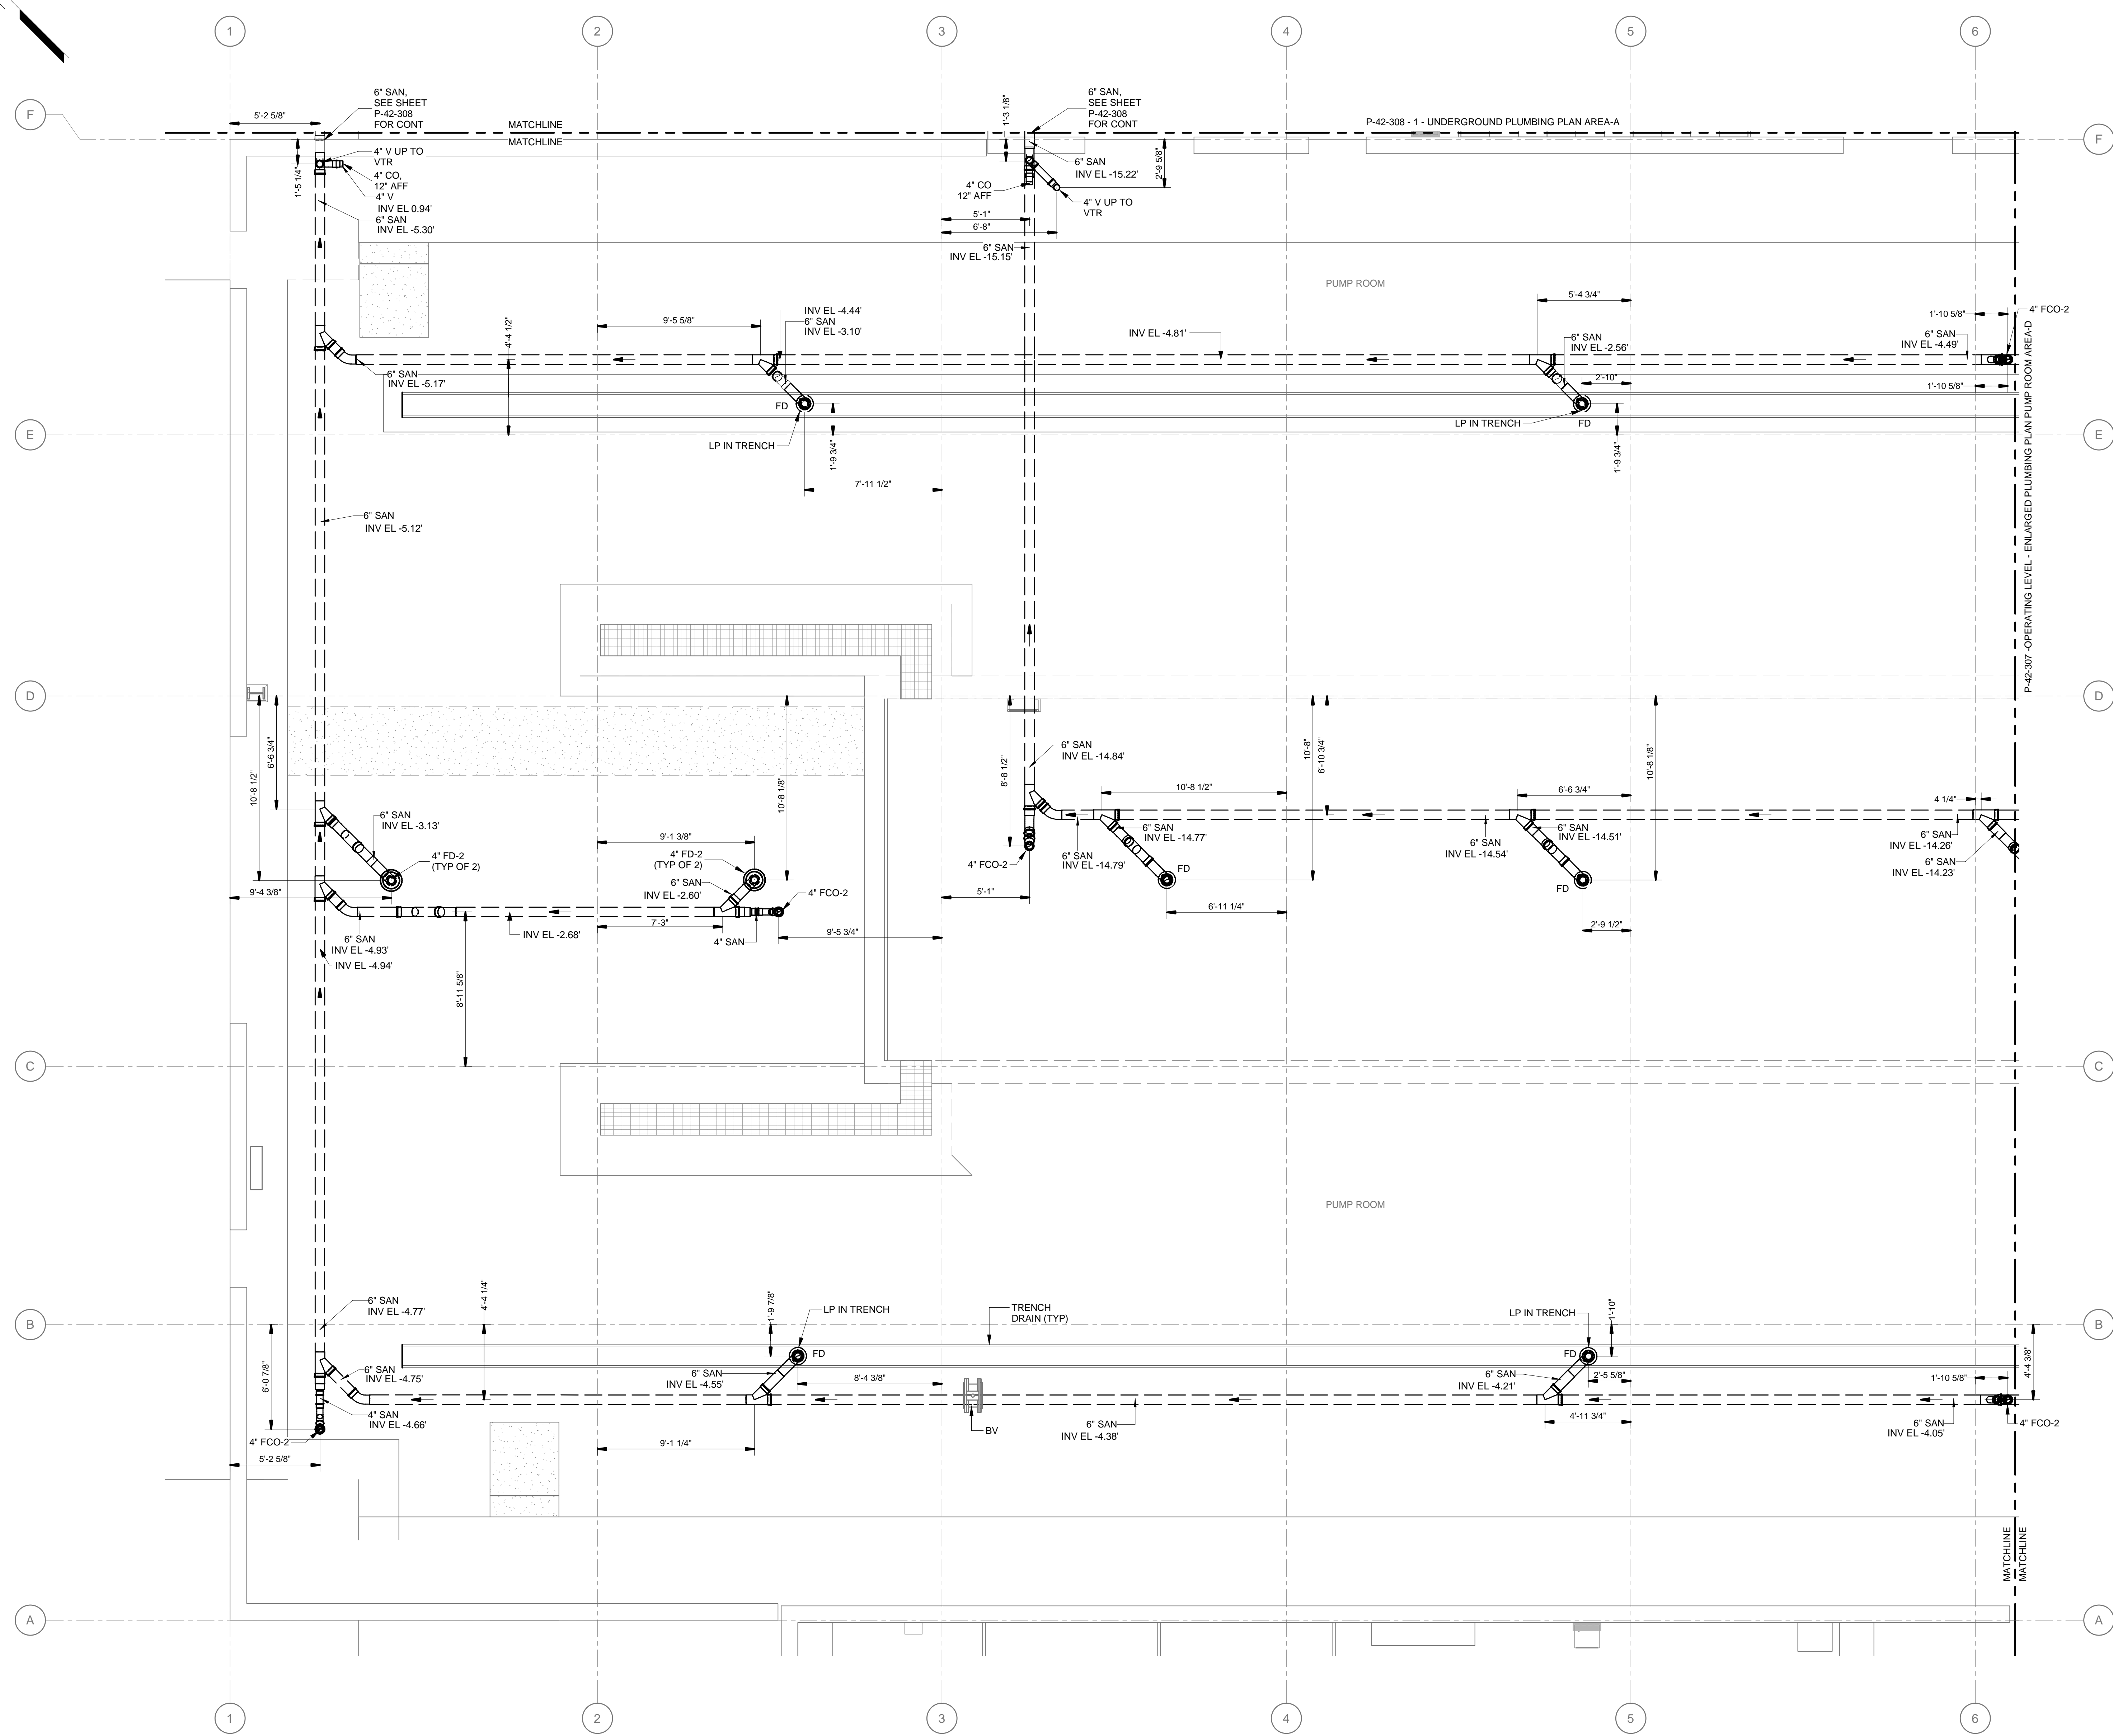 1
2
3
4
5
6
F
F
5'-2 5/8"
6" SAN,
SEE SHEET
P-42-308
FOR CONT
MATCHLINE
MATCHLINE
1'-3 1/8"
6" SAN,
SEE SHEET
P-42-308
FOR CONT
P-42-308 - 1 - UNDERGROUND PLUMBING PLAN AREA-A
1'-5 1/4"
4" V UP TO
VTR
4" CO,
12" AFF
4" V
INV EL 0.94'
6" SAN
INV EL -5.30'
6" SAN
INV EL -15.22'
2'-9 5/8"
4" CO
12" AFF
4" V UP TO
VTR
5'-1"
6'-8"
6" SAN
INV EL -15.15'
PUMP ROOM
4'-4 1/2"
9'-5 5/8"
INV EL -4.44'
6" SAN
INV EL -3.10'
INV EL -4.81'
5'-4 3/4"
6" SAN
INV EL -2.56'
1'-10 5/8"
4" FCO-2
6" SAN
INV EL -4.49'
6" SAN
INV EL -5.17'
2'-10"
1'-10 5/8"
FD
LP IN TRENCH
1'-9 3/4"
7'-11 1/2"
LP IN TRENCH
FD
1'-9 3/4"
P-42-307 -OPERATING LEVEL - ENLARGED PLUMBING PLAN PUMP ROOM AREA-D
E
E
6" SAN
INV EL -5.12'
D
D
6'-6 3/4"
10'-8 1/2"
10'-8 1/8"
8'-8 1/2"
6" SAN
INV EL -14.84'
10'-8"
6'-10 3/4"
10'-8 1/8"
10'-8 1/2"
6'-6 3/4"
4 1/4"
6" SAN
INV EL -3.13'
4" FD-2
(TYP OF 2)
9'-4 3/8"
9'-1 3/8"
4" FD-2
(TYP OF 2)
6" SAN
INV EL -2.60'
4" FCO-2
7'-3"
4" SAN
9'-5 3/4"
INV EL -2.68'
6" SAN
INV EL -4.93'
INV EL -4.94'
8'-11 5/8"
4" FCO-2
5'-1"
6" SAN
INV EL -14.79'
6" SAN
INV EL -14.77'
FD
6'-11 1/4"
6" SAN
INV EL -14.54'
6" SAN
INV EL -14.51'
FD
2'-9 1/2"
6" SAN
INV EL -14.26'
6" SAN
INV EL -14.23'
C
C
PUMP ROOM
6" SAN
INV EL -4.77'
4'-4 1/4"
1'-9 7/8"
LP IN TRENCH
TRENCH
DRAIN (TYP)
LP IN TRENCH
1'-10"
B
B
6'-0 7/8"
6" SAN
INV EL -4.75'
FD
6" SAN
INV EL -4.55'
8'-4 3/8"
FD
6" SAN
INV EL -4.21'
2'-5 5/8"
1'-10 5/8"
4'-4 3/8"
4" SAN
INV EL -4.66'
4" FCO-2
5'-2 5/8"
9'-1 1/4"
BV
6" SAN
INV EL -4.38'
4'-11 3/4"
6" SAN
INV EL -4.05'
4" FCO-2
MATCHLINE
MATCHLINE
A
A
1
2
3
4
5
6